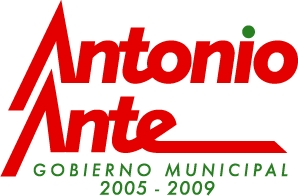 Antonio
Ante
GOBIERNO MUNICIPAL
2005 - 2009